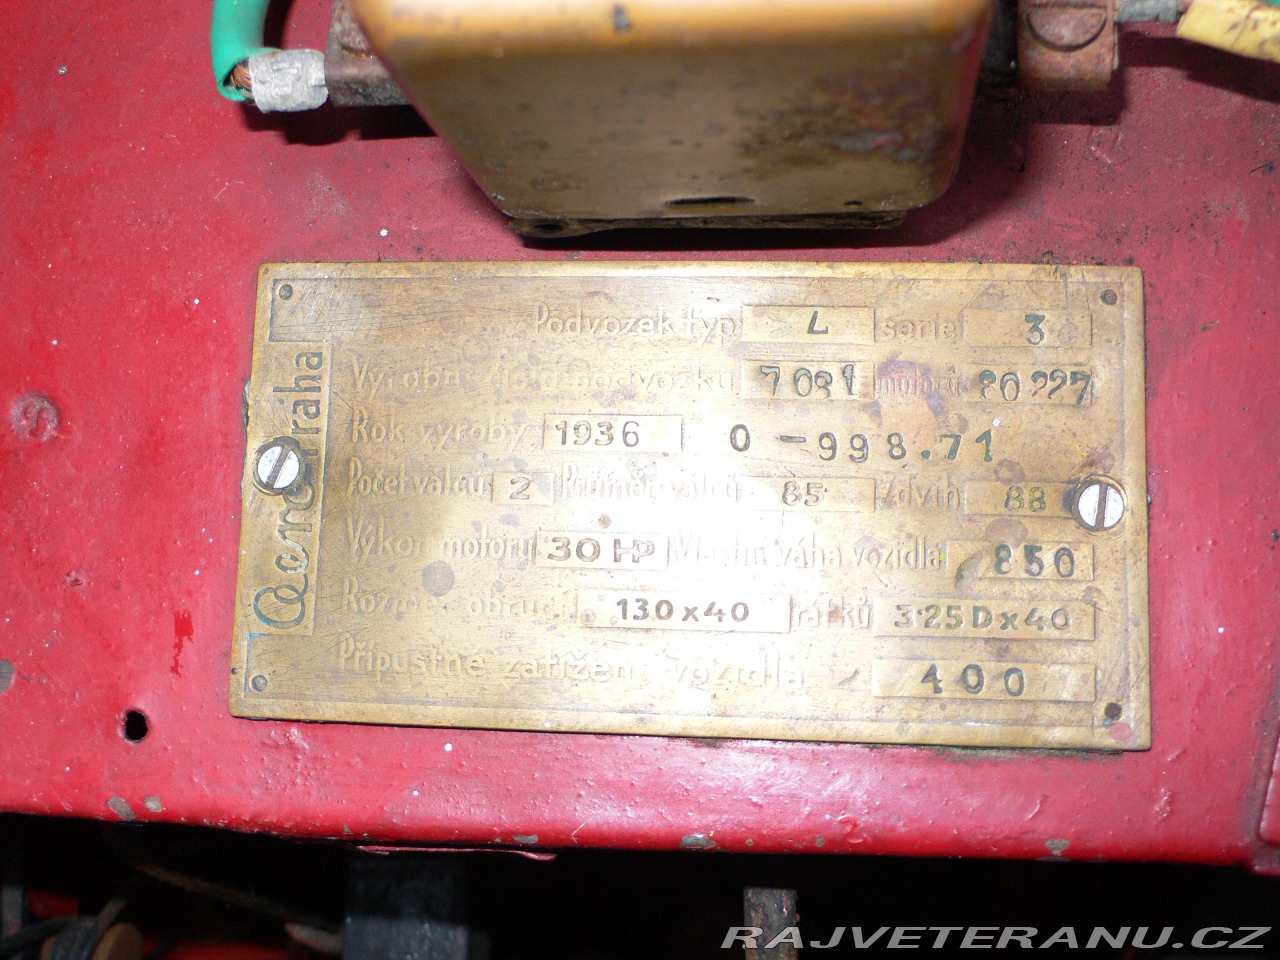 Aero Praha
Podvozek typ L serie 3
Výrobní číslo podvozku 7091 motoru 20227
Rok výroby 1936 0-998.71
Počet válců 2 Průměr válců 85 Zdvih 88
Výkon motoru 30 HP Vlastní váha vozidla 850
Rozměr obručí 130x40 ráfků 3·25Dx40
Přípustné zatížení vozidla 400
RAJVETERANU.CZ